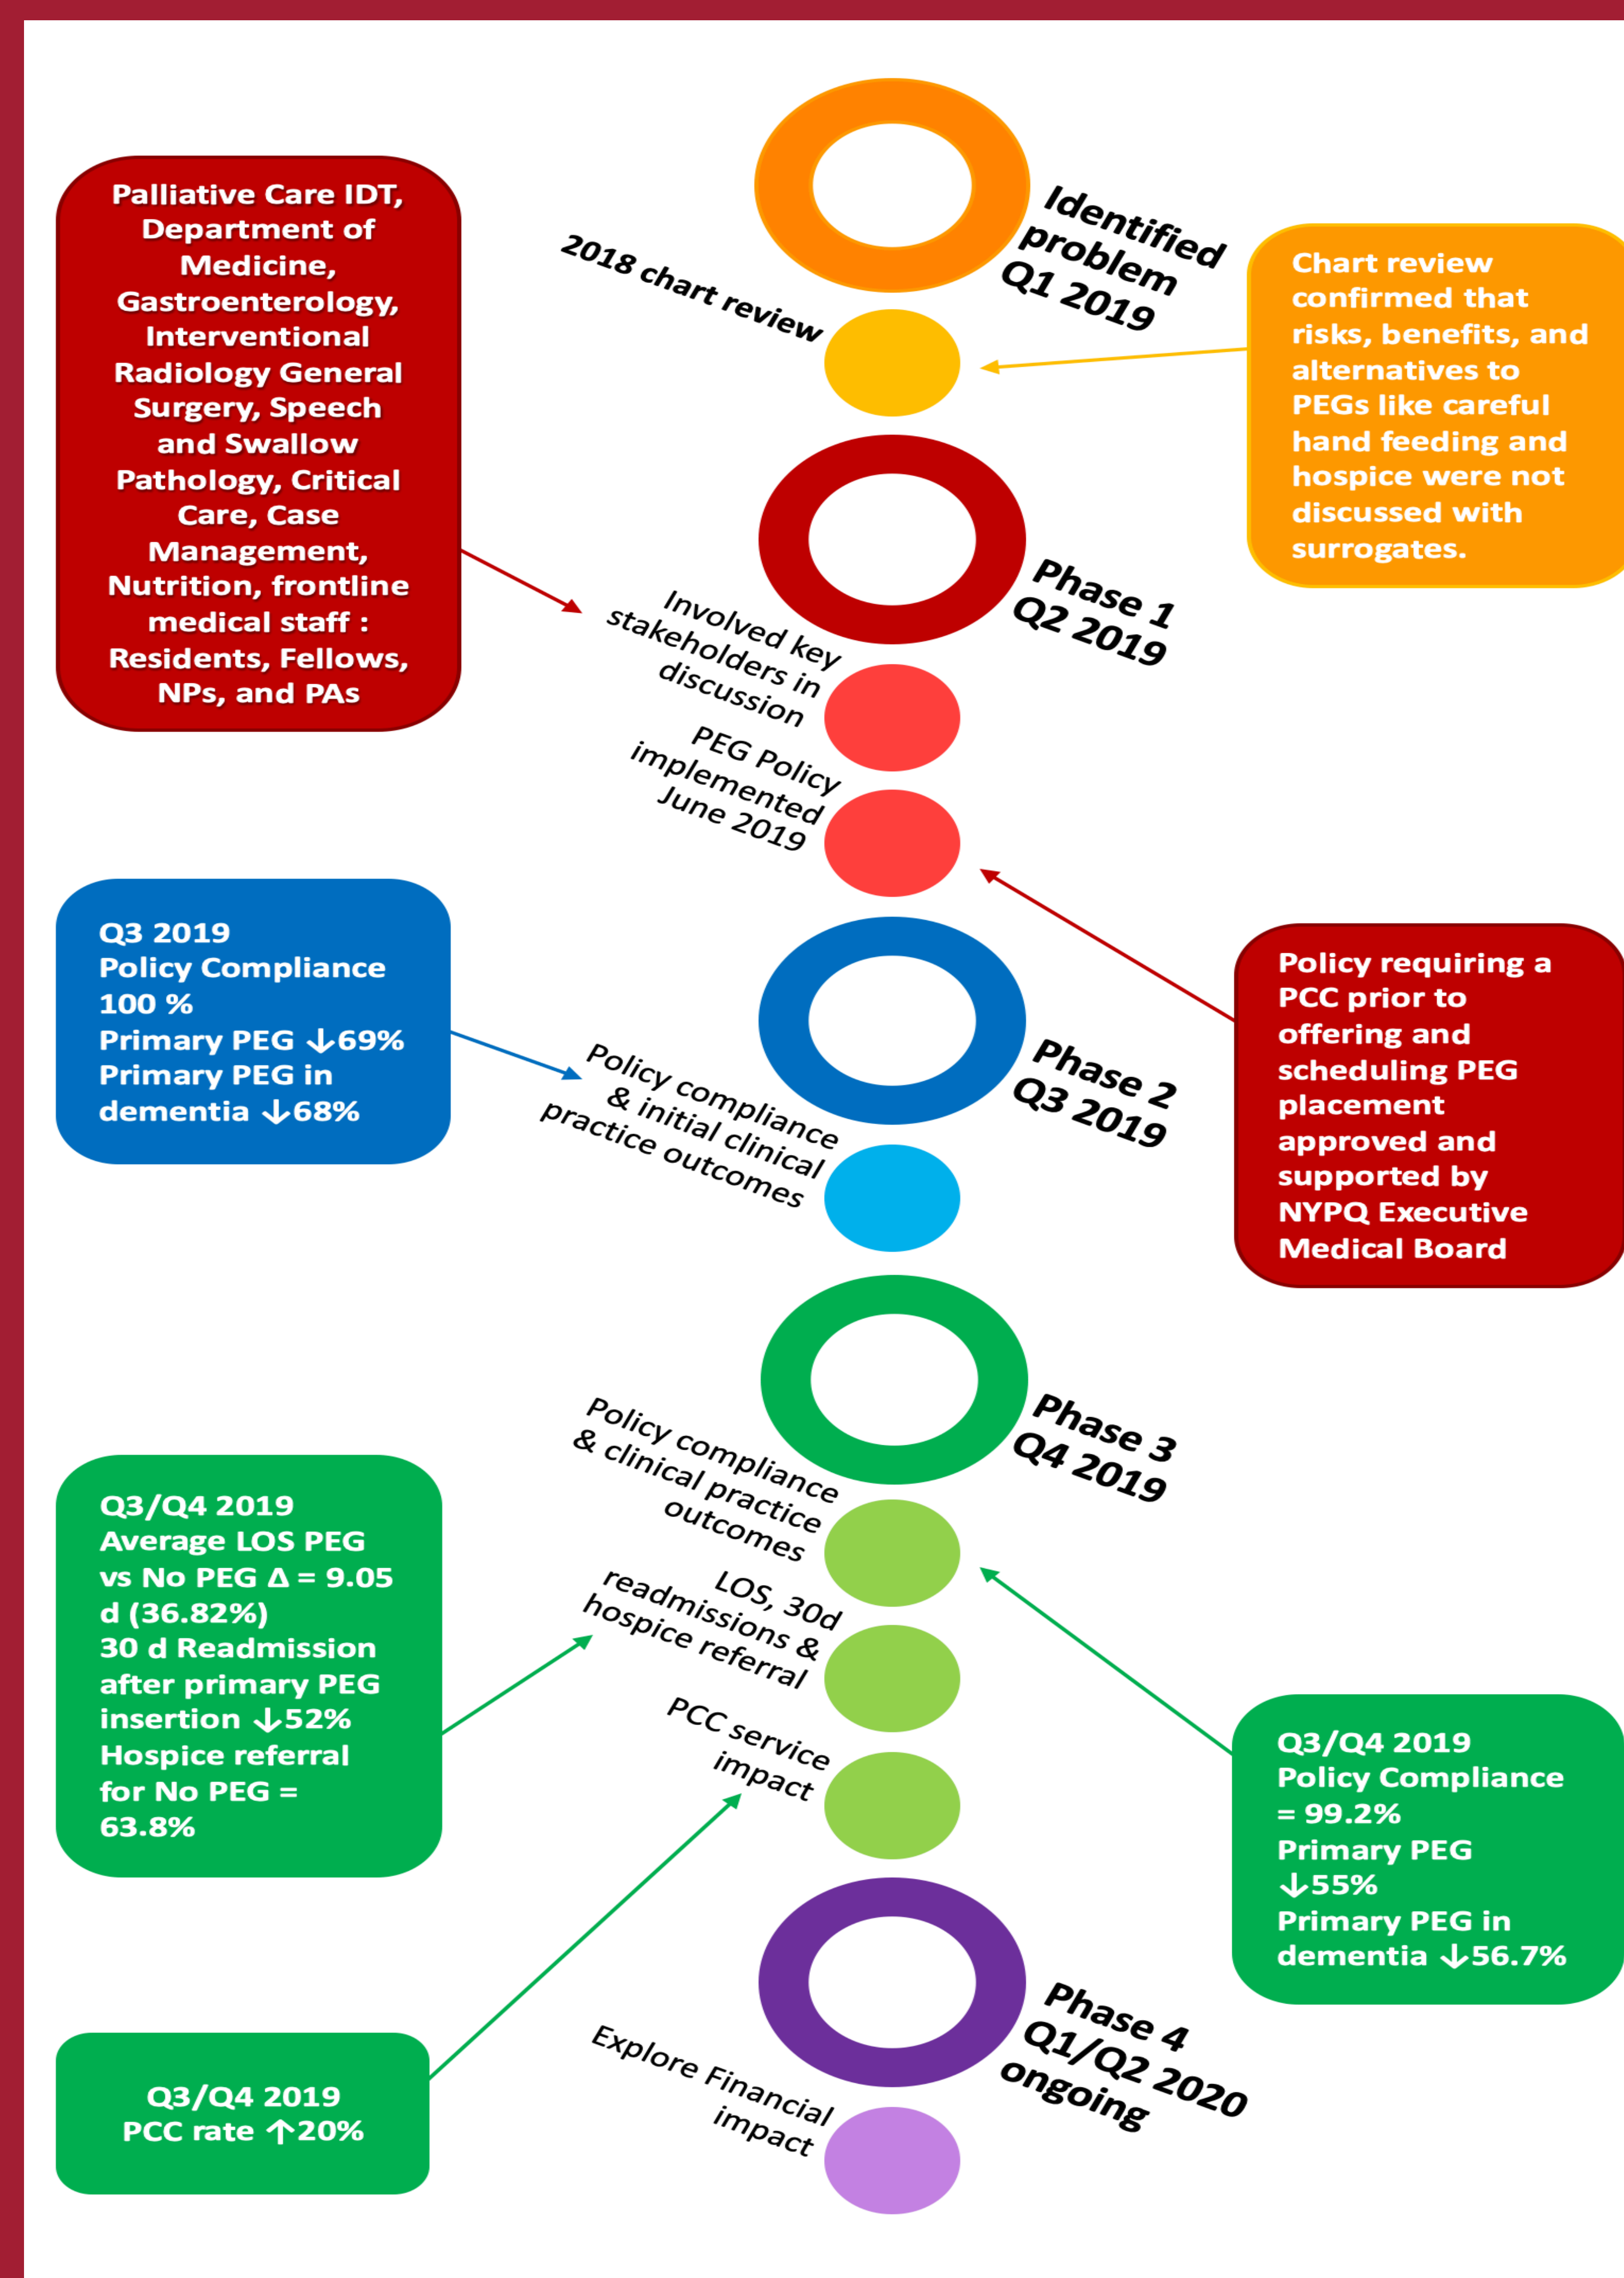 Identified
problem
Q1 2019
2018 chart review
Chart review
confirmed that
risks, benefits, and
alternatives to
PEGs like careful
hand feeding and
hospice were not
discussed with
surrogates.
Palliative Care IDT,
Department of
Medicine,
Gastroenterology,
Interventional
Radiology General
Surgery, Speech
and Swallow
Pathology, Critical
Care, Case
Management,
Nutrition, frontline
medical staff :
Residents, Fellows,
NPs, and PAs
Phase 1
Q2 2019
Involved key
stakeholders in
discussion
PEG Policy
implemented
June 2019
Policy requiring a
PCC prior to
offering and
scheduling PEG
placement
approved and
supported by
NYPQ Executive
Medical Board
Q3 2019
Policy Compliance
100 %
Primary PEG ↓69%
Primary PEG in
dementia ↓68%
Phase 2
Q3 2019
Policy compliance
& initial clinical
practice outcomes
Phase 3
Q4 2019
Policy compliance
& clinical practice
outcomes
LOS, 30d
readmissions &
hospice referral
PCC service
impact
Q3/Q4 2019
Average LOS PEG
vs No PEG Δ = 9.05
d (36.82%)
30 d Readmission
after primary PEG
insertion ↓52%
Hospice referral
for No PEG =
63.8%
Q3/Q4 2019
Policy Compliance
= 99.2%
Primary PEG
↓55%
Primary PEG in
dementia ↓56.7%
Q3/Q4 2019
PCC rate ↑20%
Phase 4
Q1/Q2 2020
ongoing
Explore Financial
impact